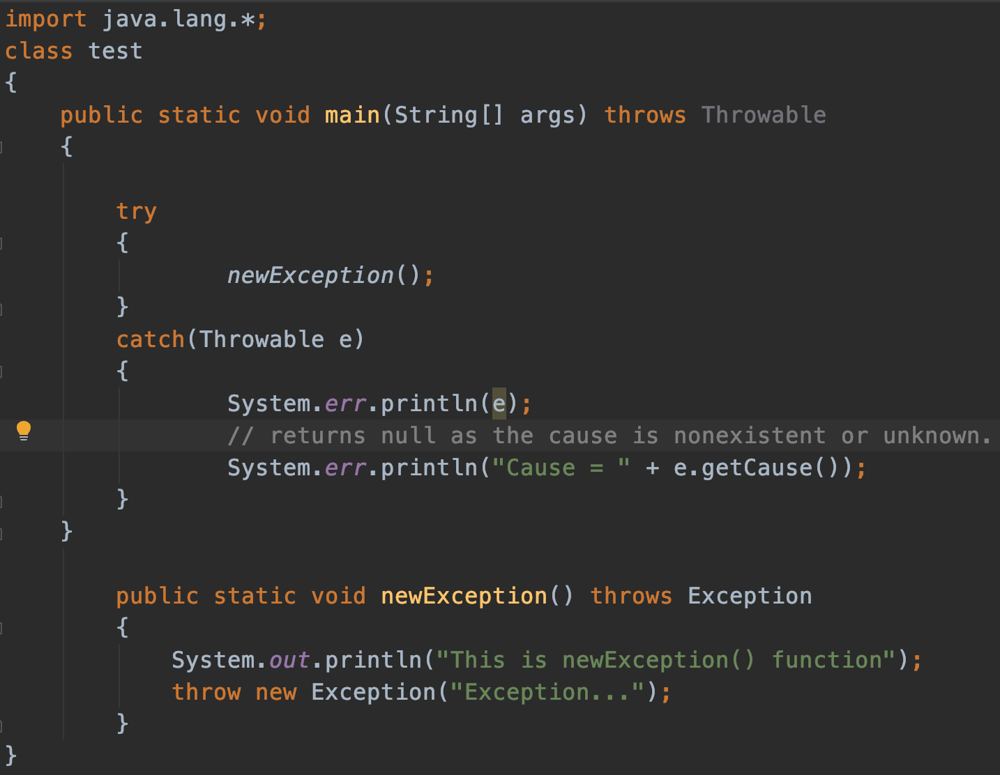 import java.lang.*;
class test
{
    public static void main(String[] args) throws Throwable
    {

        try
        {
                newException();
        }
        catch(Throwable e)
        {
                System.err.println(e);
                // returns null as the cause is nonexistent or unknown.
                System.err.println("Cause = " + e.getCause());
        }
    }

        public static void newException() throws Exception
        {
            System.out.println("This is newException() function");
            throw new Exception("Exception...");
        }
}